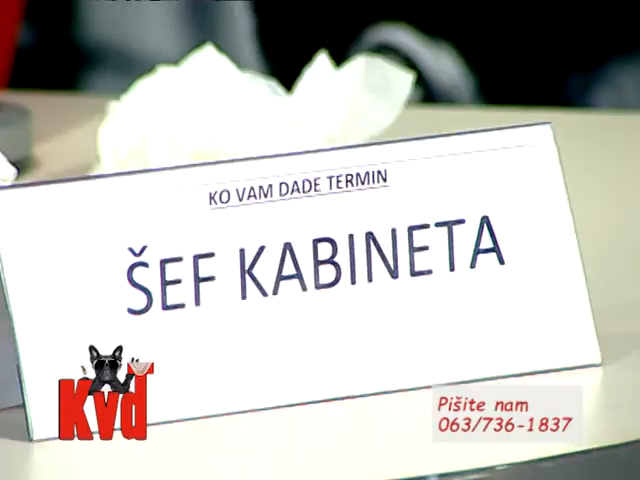 KO VAM DADE TERMIN
ŠEF KABINETA
Kvd
Pišite nam
063/736-1837